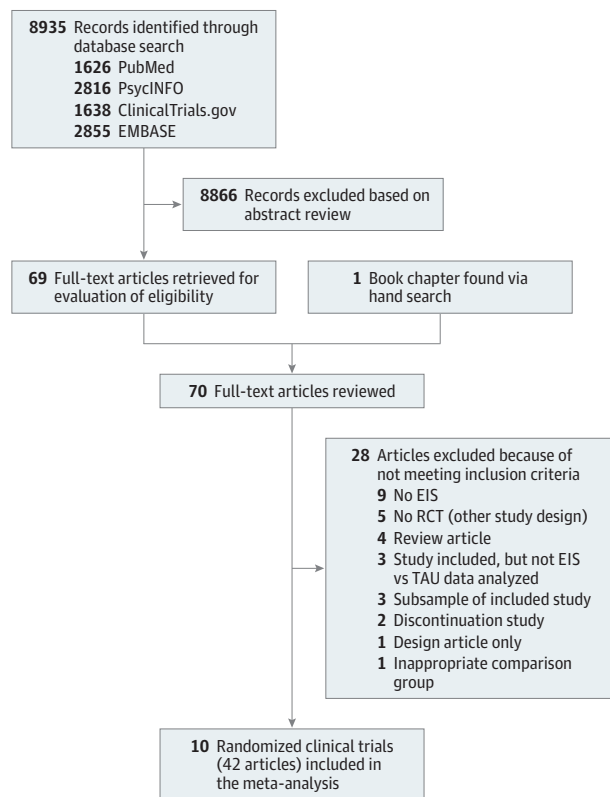 8935 Records identified through
database search
1626 PubMed
2816 PsycINFO
1638 ClinicalTrials.gov
2855 EMBASE
8866 Records excluded based on
abstract review
69 Full-text articles retrieved for
evaluation of eligibility
1 Book chapter found via
hand search
70 Full-text articles reviewed
28 Articles excluded because of
not meeting inclusion criteria
9 No EIS
5 No RCT (other study design)
4 Review article
3 Study included, but not EIS
vs TAU data analyzed
3 Subsample of included study
2 Discontinuation study
1 Design article only
1 Inappropriate comparison
group
10 Randomized clinical trials
(42 articles) included in
the meta-analysis